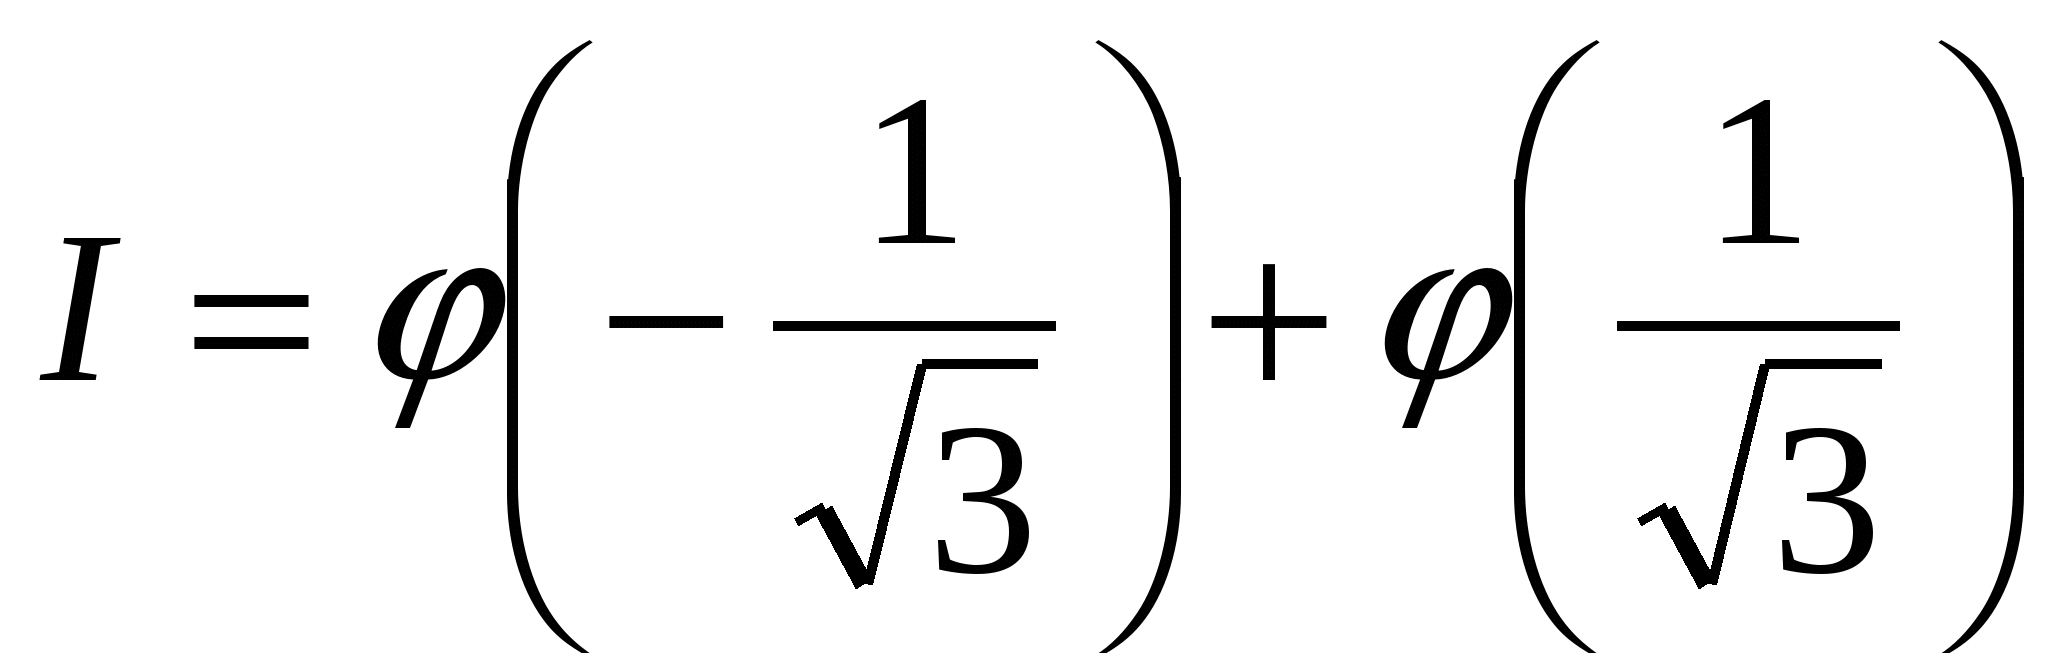 I = φ(−1/√3) + φ(1/√3)